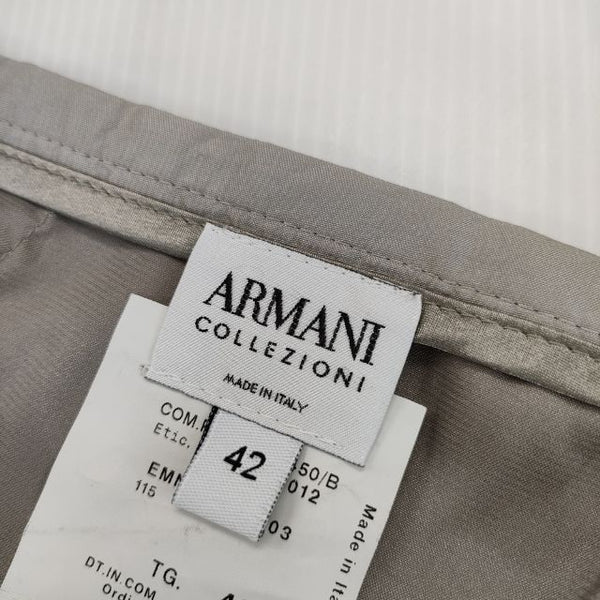 ARMANI
COLLEZIONI
MADE IN ITALY
42
COM.
50/B
Etic.
EMN
012
115
03
Made in
TG.
DT.IN.COM